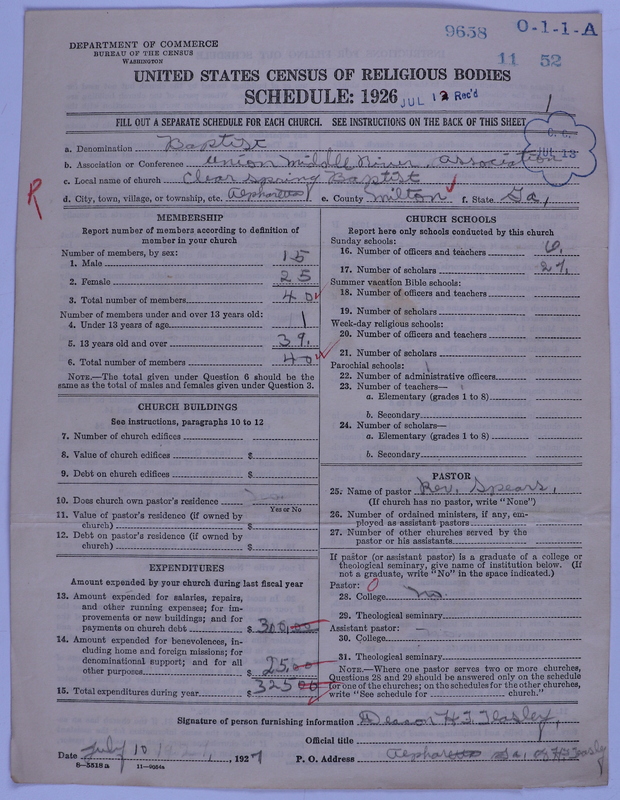 9638 0-1-1-A
11 52
DEPARTMENT OF COMMERCE
BUREAU OF THE CENSUS
WASHINGTON
UNITED STATES CENSUS OF RELIGIOUS BODIES
SCHEDULE: 1926
JUL 12 Rec'd
1
FILL OUT A SEPARATE SCHEDULE FOR EACH CHURCH. SEE INSTRUCTIONS ON THE BACK OF THIS SHEET
JUL 13
a. Denomination Baptist
b. Association or Conference Union Middle River Association
c. Local name of church Clear Spring Baptist
d. City, town, village, or township, etc. Alpharetta e. County Milton f. State Ga,
R
MEMBERSHIP
Report number of members according to definition of
member in your church
Number of members, by sex:
1. Male 15
2. Female 25
3. Total number of members 40
Number of members under and over 13 years old:
4. Under 13 years of age 1
5. 13 years old and over 39.
6. Total number of members 40
NOTE.—The total given under Question 6 should be the
same as the total of males and females given under Question 3.
CHURCH BUILDINGS
See instructions, paragraphs 10 to 12
7. Number of church edifices
8. Value of church edifices $
9. Debt on church edifices $
10. Does church own pastor's residence
Yes or No
11. Value of pastor's residence (if owned by
church) $
12. Debt on pastor's residence (if owned by
church) $
EXPENDITURES
Amount expended by your church during last fiscal year
13. Amount expended for salaries, repairs,
and other running expenses; for im-
provements or new buildings; and for
payments on church debt $ 300.00
14. Amount expended for benevolences, in-
cluding home and foreign missions; for
denominational support; and for all
other purposes $ 25.00
15. Total expenditures during year $ 325 00
CHURCH SCHOOLS
Report here only schools conducted by this church
Sunday schools:
16. Number of officers and teachers 6.
17. Number of scholars
Summer vacation Bible schools:
18. Number of officers and teachers
19. Number of scholars
Week-day religious schools:
20. Number of officers and teachers
21. Number of scholars
Parochial schools:
22. Number of administrative officers
23. Number of teachers—
a. Elementary (grades 1 to 8)
b. Secondary
24. Number of scholars—
a. Elementary (grades 1 to 8)
b. Secondary
PASTOR
25. Name of pastor Rev. Spears,
(If church has no pastor, write "None")
26. Number of ordained ministers, if any, em-
ployed as assistant pastors
27. Number of other churches served by the
pastor or his assistants
If pastor (or assistant pastor) is a graduate of a college or
theological seminary, give name of institution below. (If
not a graduate, write "No" in the space indicated.)
Pastor: 0
28. College No.
29. Theological seminary
Assistant pastor:
30. College
31. Theological seminary
NOTE.—Where one pastor serves two or more churches,
Questions 28 and 29 should be answered only on the schedule
for one of the churches; on the schedules for the other churches,
write "See schedule for church."
Signature of person furnishing information Deacon H. T. Teasley,
Official title
Date July 10 1927, 1927 P. O. Address Alpharetta Ga,
8—5518 a 11—9054a